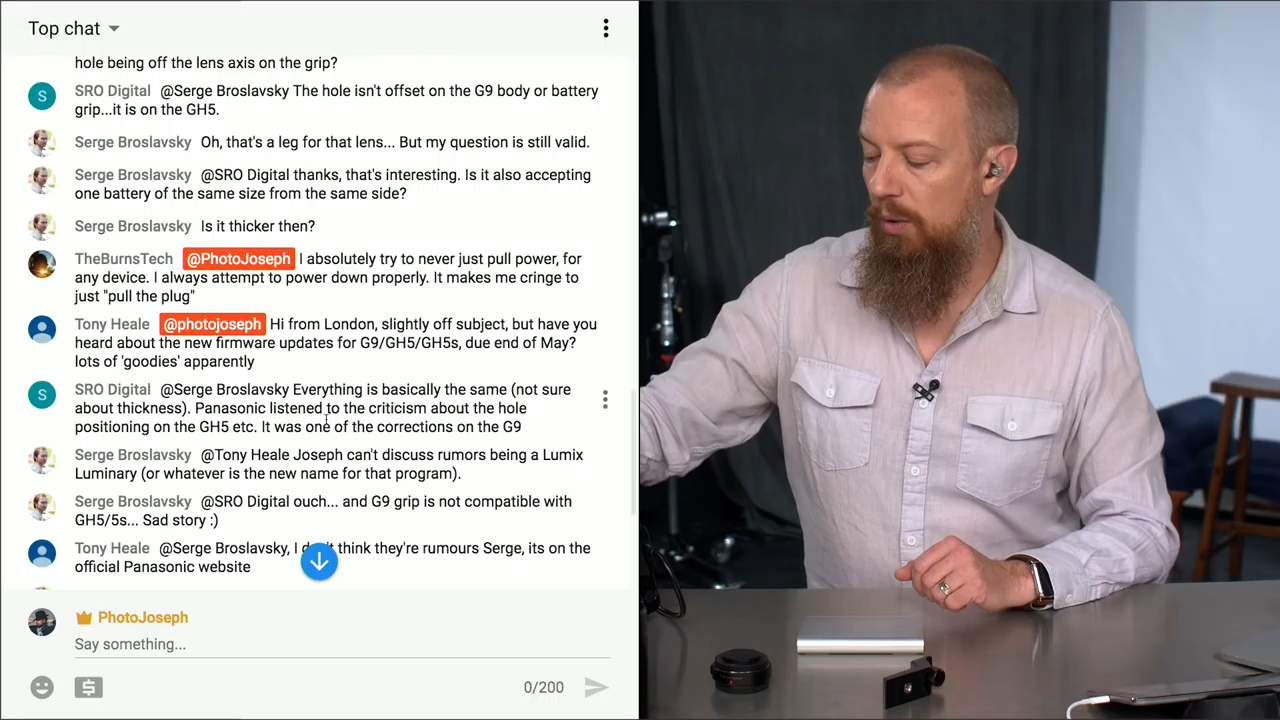 Top chat
hole being off the lens axis on the grip?
SRO Digital @Serge Broslavsky The hole isn't offset on the G9 body or battery
grip...it is on the GH5.
Serge Broslavsky Oh, that's a leg for that lens... But my question is still valid.
Serge Broslavsky @SRO Digital thanks, that's interesting. Is it also accepting
one battery of the same size from the same side?
Serge Broslavsky Is it thicker then?
TheBurnsTech @PhotoJoseph I absolutely try to never just pull power, for
any device. I always attempt to power down properly. It makes me cringe to
just "pull the plug"
Tony Heale @photojoseph Hi from London, slightly off subject, but have you
heard about the new firmware updates for G9/GH5/GH5s, due end of May?
lots of 'goodies' apparently
SRO Digital @Serge Broslavsky Everything is basically the same (not sure
about thickness). Panasonic listened to the criticism about the hole
positioning on the GH5 etc. It was one of the corrections on the G9
Serge Broslavsky @Tony Heale Joseph can't discuss rumors being a Lumix
Luminary (or whatever is the new name for that program).
Serge Broslavsky @SRO Digital ouch... and G9 grip is not compatible with
GH5/5s... Sad story :)
Tony Heale @Serge Broslavsky, I don't think they're rumours Serge, its on the
official Panasonic website
PhotoJoseph
Say something...
0/200
S
S